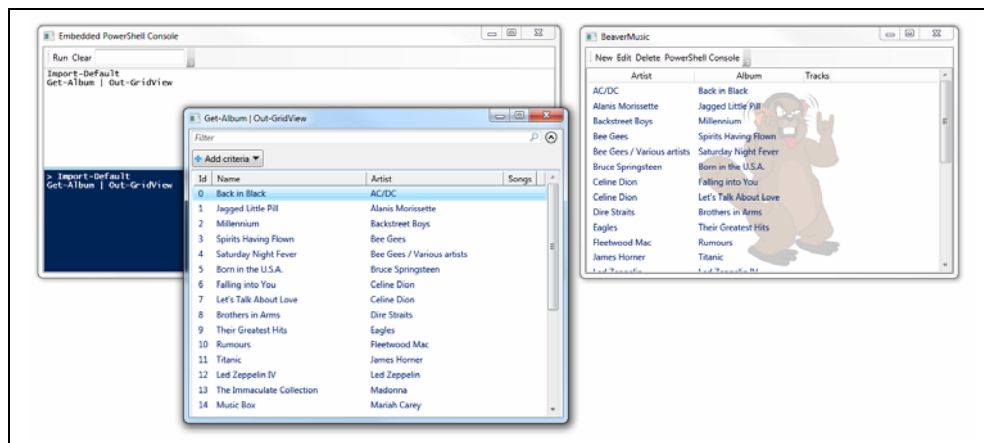 Embedded PowerShell Console
Run Clear
Import-Default
Get-Album | Out-GridView
> Import-Default
Get-Album | Out-GridView
Get-Album | Out-GridView
Filter
Add criteria
Id Name Artist Songs
0 Back in Black AC/DC
1 Jagged Little Pill Alanis Morissette
2 Millennium Backstreet Boys
3 Spirits Having Flown Bee Gees
4 Saturday Night Fever Bee Gees / Various artists
5 Born in the U.S.A. Bruce Springsteen
6 Falling into You Celine Dion
7 Let's Talk About Love Celine Dion
8 Brothers in Arms Dire Straits
9 Their Greatest Hits Eagles
10 Rumours Fleetwood Mac
11 Titanic James Horner
12 Led Zeppelin IV Led Zeppelin
13 The Immaculate Collection Madonna
14 Music Box Mariah Carey
BeaverMusic
New Edit Delete PowerShell Console
Artist Album Tracks
AC/DC Back in Black
Alanis Morissette Jagged Little Pill
Backstreet Boys Millennium
Bee Gees Spirits Having Flown
Bee Gees / Various artists Saturday Night Fever
Bruce Springsteen Born in the U.S.A.
Celine Dion Falling into You
Celine Dion Let's Talk About Love
Dire Straits Brothers in Arms
Eagles Their Greatest Hits
Fleetwood Mac Rumours
James Horner Titanic
Led Zeppelin Led Zeppelin IV